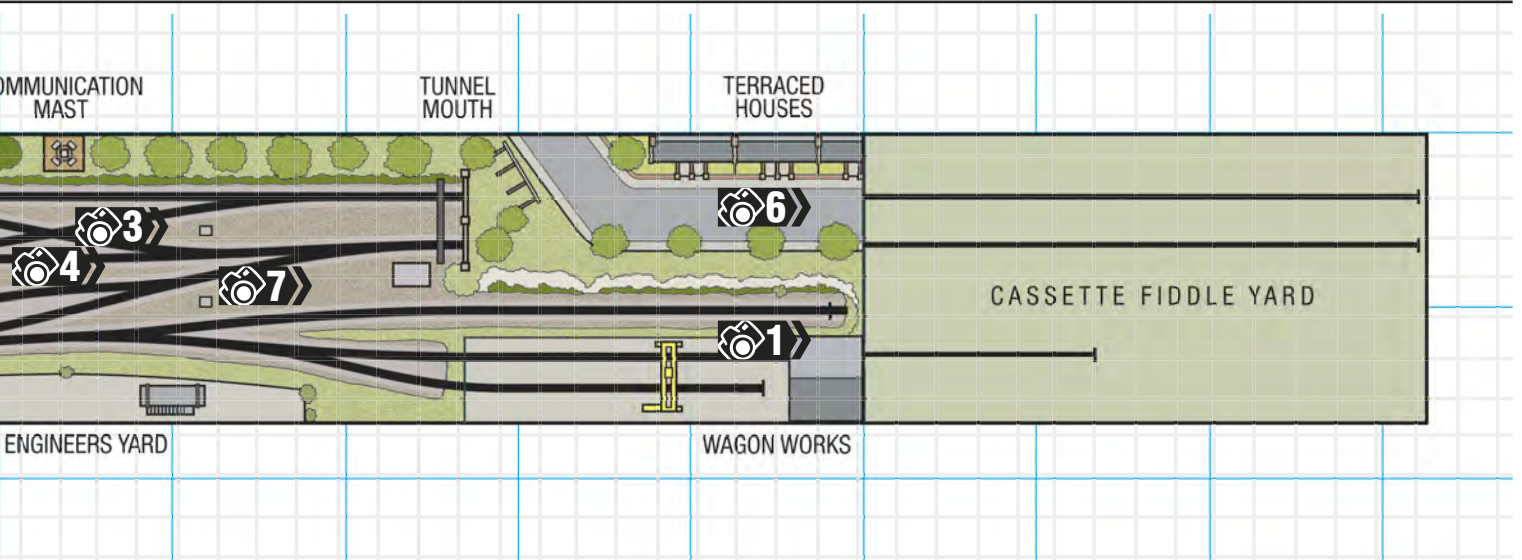 OMMUNICATION
MAST
TUNNEL
MOUTH
TERRACED
HOUSES
3
6
4
7
CASSETTE FIDDLE YARD
1
ENGINEERS YARD
WAGON WORKS